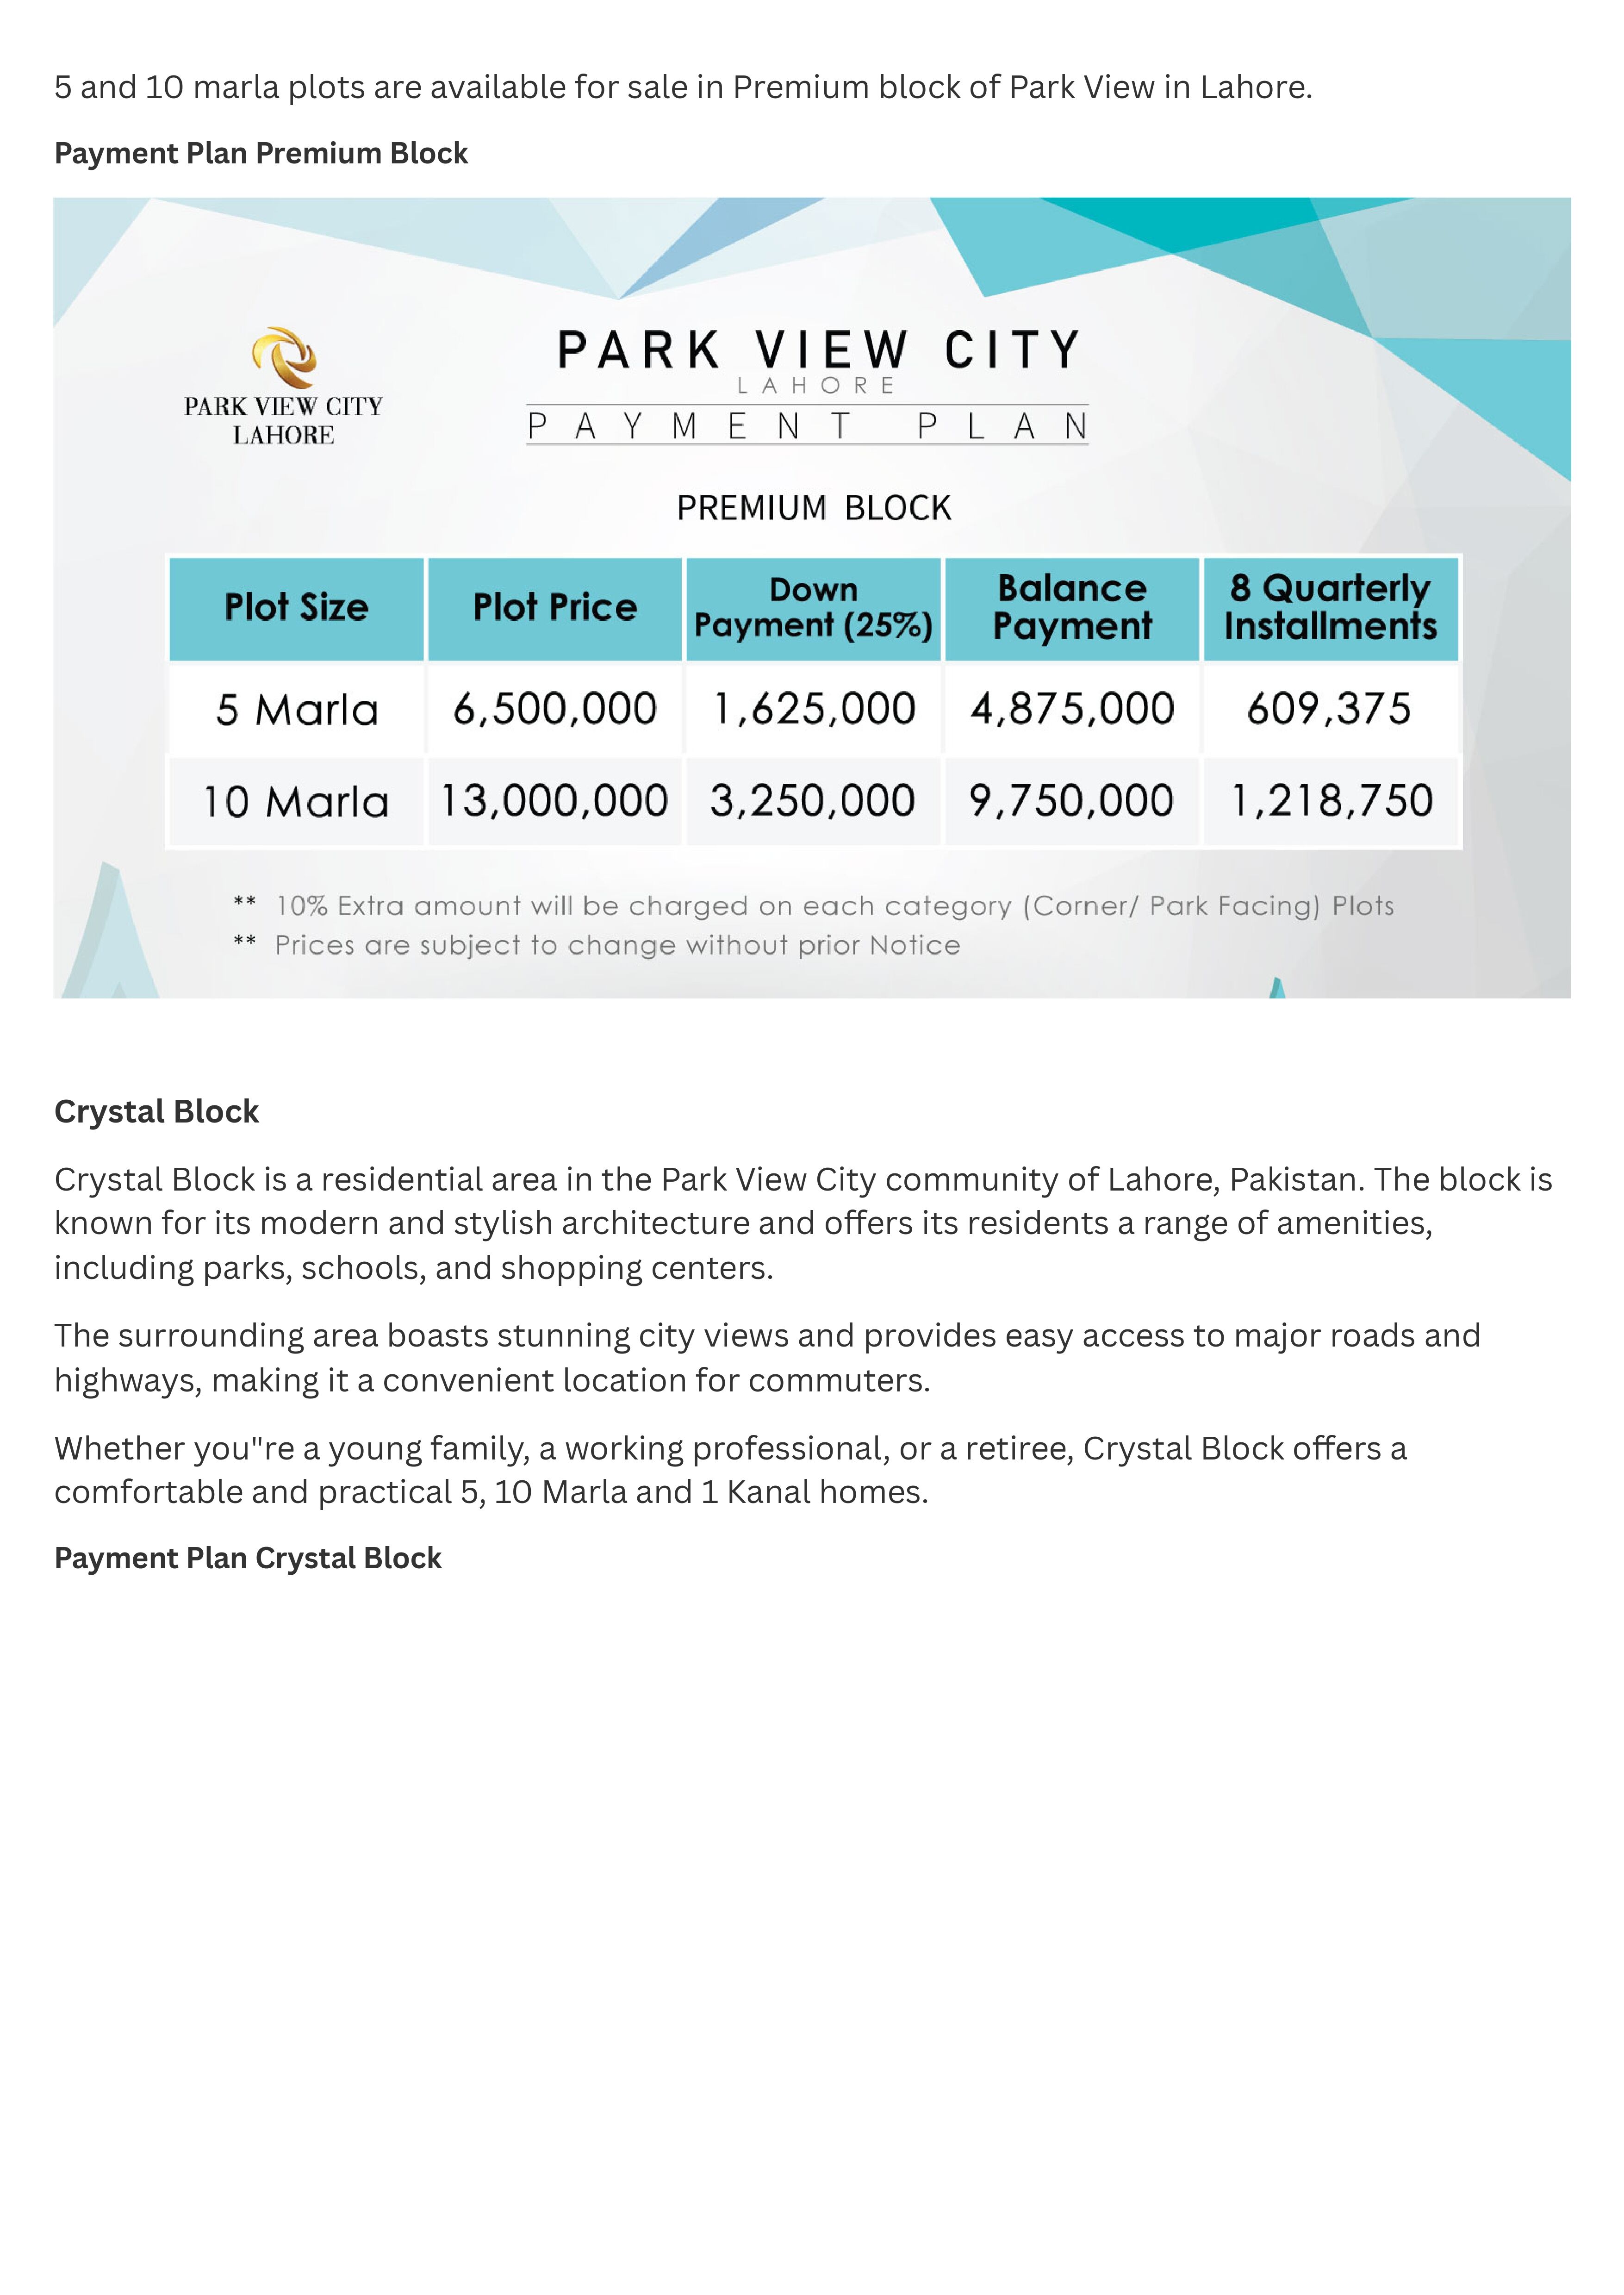 5 and 10 marla plots are available for sale in Premium block of Park View in Lahore.
Payment Plan Premium Block
PARK VIEW CITY
LAHORE
PARK VIEW CITY
LAHORE
PAYMENT PLAN
PREMIUM BLOCK
Plot Size Plot Price Down Payment (25%) Balance Payment 8 Quarterly Installments
5 Marla 6,500,000 1,625,000 4,875,000 609,375
10 Marla 13,000,000 3,250,000 9,750,000 1,218,750
** 10% Extra amount will be charged on each category (Corner/ Park Facing) Plots
** Prices are subject to change without prior Notice
Crystal Block
Crystal Block is a residential area in the Park View City community of Lahore, Pakistan. The block is
known for its modern and stylish architecture and offers its residents a range of amenities,
including parks, schools, and shopping centers.
The surrounding area boasts stunning city views and provides easy access to major roads and
highways, making it a convenient location for commuters.
Whether you"re a young family, a working professional, or a retiree, Crystal Block offers a
comfortable and practical 5, 10 Marla and 1 Kanal homes.
Payment Plan Crystal Block